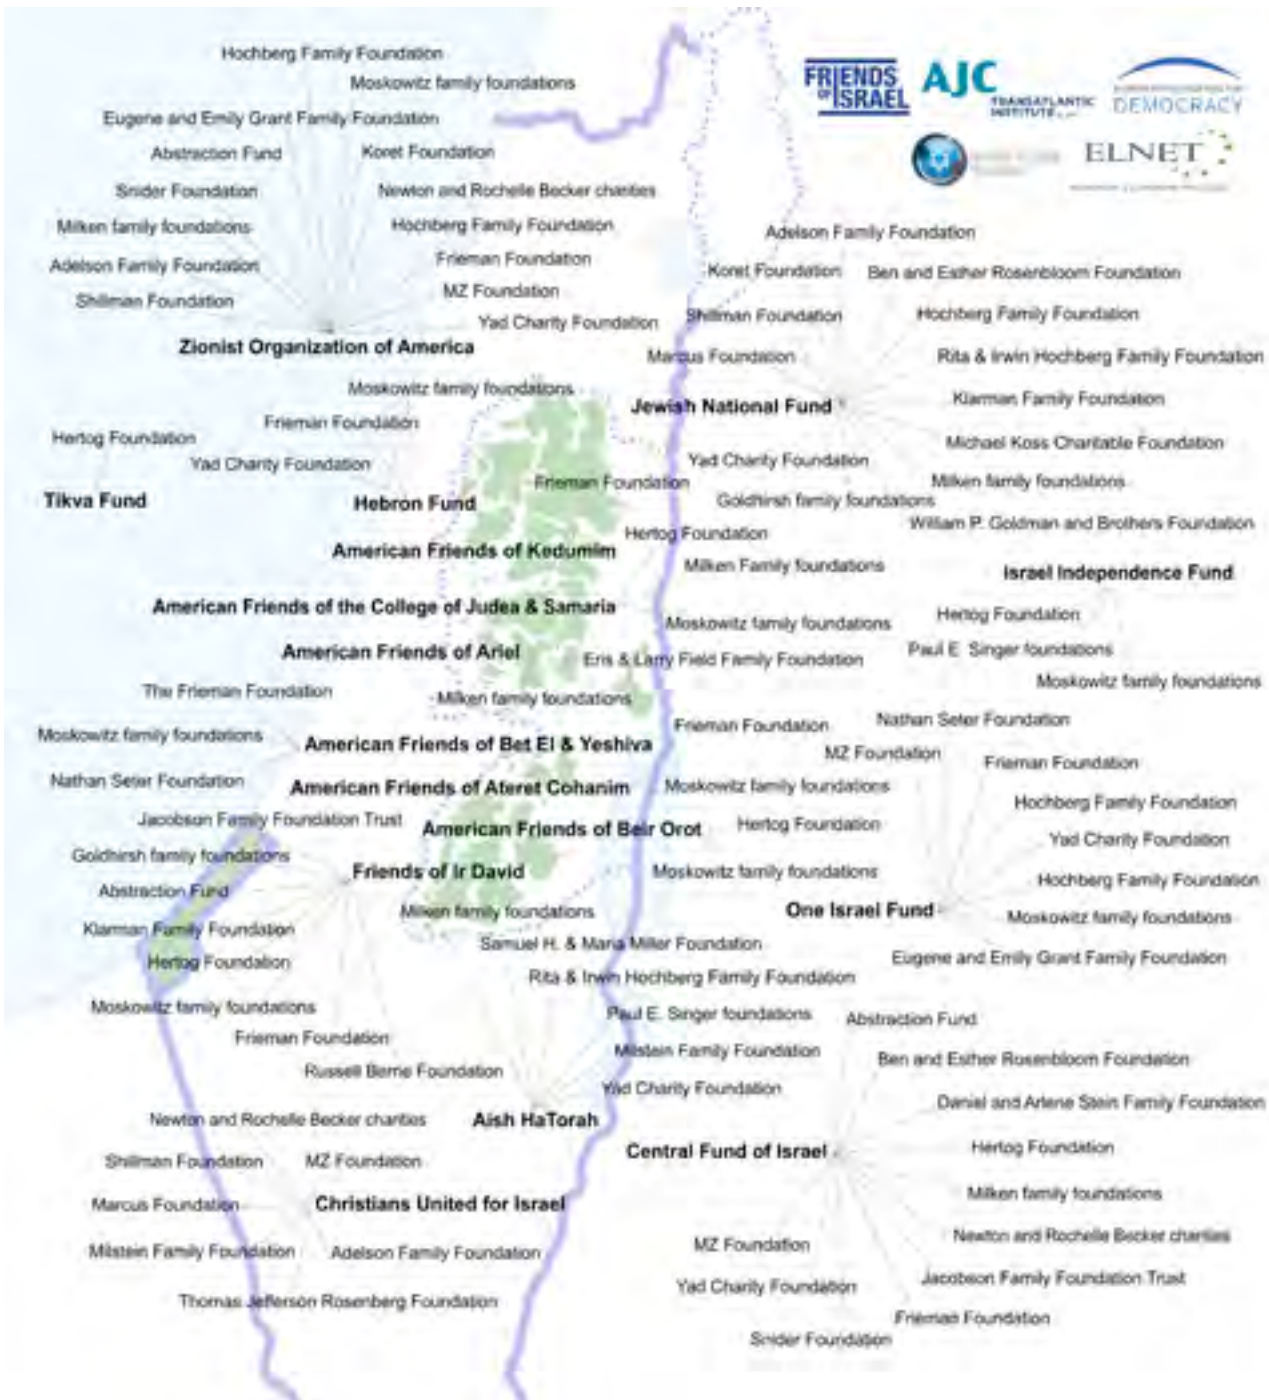 Hochberg Family Foundation
Moskowitz family foundations
Eugene and Emily Grant Family Foundation
Abstraction Fund
Koret Foundation
Snider Foundation
Newton and Rochelle Becker charities
Milken family foundations
Hochberg Family Foundation
Adelson Family Foundation
Frieman Foundation
Shillman Foundation
MZ Foundation
Yad Charity Foundation
Zionist Organization of America
FRIENDS
OF ISRAEL
AJC
TRANSATLANTIC
INSTITUTE
DEMOCRACY
ELNET
Adelson Family Foundation
Koret Foundation
Ben and Esther Rosenbloom Foundation
Shillman Foundation
Hochberg Family Foundation
Marcus Foundation
Rita & Irwin Hochberg Family Foundation
Jewish National Fund
Klarman Family Foundation
Michael Koss Charitable Foundation
Milken family foundations
William P. Goldman and Brothers Foundation
Moskowitz family foundations
Frieman Foundation
Hertog Foundation
Yad Charity Foundation
Tikva Fund
Hebron Fund
Yad Charity Foundation
Frieman Foundation
Goldhirsh family foundations
Hertog Foundation
American Friends of Kedumim
Milken Family foundations
Israel Independence Fund
American Friends of the College of Judea & Samaria
Moskowitz family foundations
Hertog Foundation
American Friends of Ariel
Eris & Larry Field Family Foundation
Paul E. Singer foundations
Moskowitz family foundations
The Frieman Foundation
Milken family foundations
Moskowitz family foundations
American Friends of Bet El & Yeshiva
Frieman Foundation
Nathan Seter Foundation
Nathan Seter Foundation
MZ Foundation
Frieman Foundation
American Friends of Ateret Cohanim
Moskowitz family foundations
Hochberg Family Foundation
Jacobson Family Foundation Trust
American Friends of Beir Orot
Hertog Foundation
Yad Charity Foundation
Goldhirsh family foundations
Friends of Ir David
Moskowitz family foundations
Hochberg Family Foundation
Abstraction Fund
One Israel Fund
Moskowitz family foundations
Klarman Family Foundation
Milken family foundations
Eugene and Emily Grant Family Foundation
Hertog Foundation
Samuel H. & Maria Miller Foundation
Rita & Irwin Hochberg Family Foundation
Moskowitz family foundations
Paul E. Singer foundations
Abstraction Fund
Frieman Foundation
Milstein Family Foundation
Ben and Esther Rosenbloom Foundation
Russell Berrie Foundation
Yad Charity Foundation
Daniel and Arlene Stein Family Foundation
Newton and Rochelle Becker charities
Aish HaTorah
Central Fund of Israel
Hertog Foundation
Shillman Foundation
MZ Foundation
Milken family foundations
Marcus Foundation
Christians United for Israel
Newton and Rochelle Becker charities
Milstein Family Foundation
Adelson Family Foundation
MZ Foundation
Jacobson Family Foundation Trust
Yad Charity Foundation
Thomas Jefferson Rosenberg Foundation
Frieman Foundation
Snider Foundation